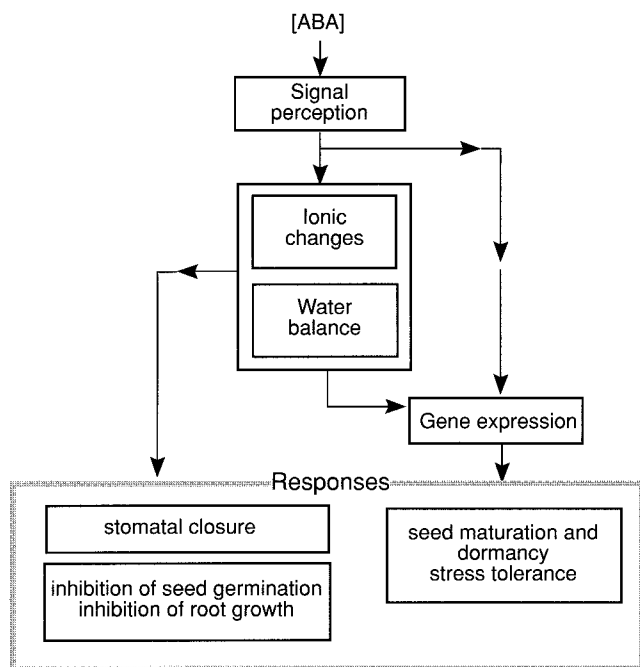 [ABA]
Signal
perception
Ionic
changes
Water
balance
Gene expression
Responses
stomatal closure
inhibition of seed germination
inhibition of root growth
seed maturation and
dormancy
stress tolerance